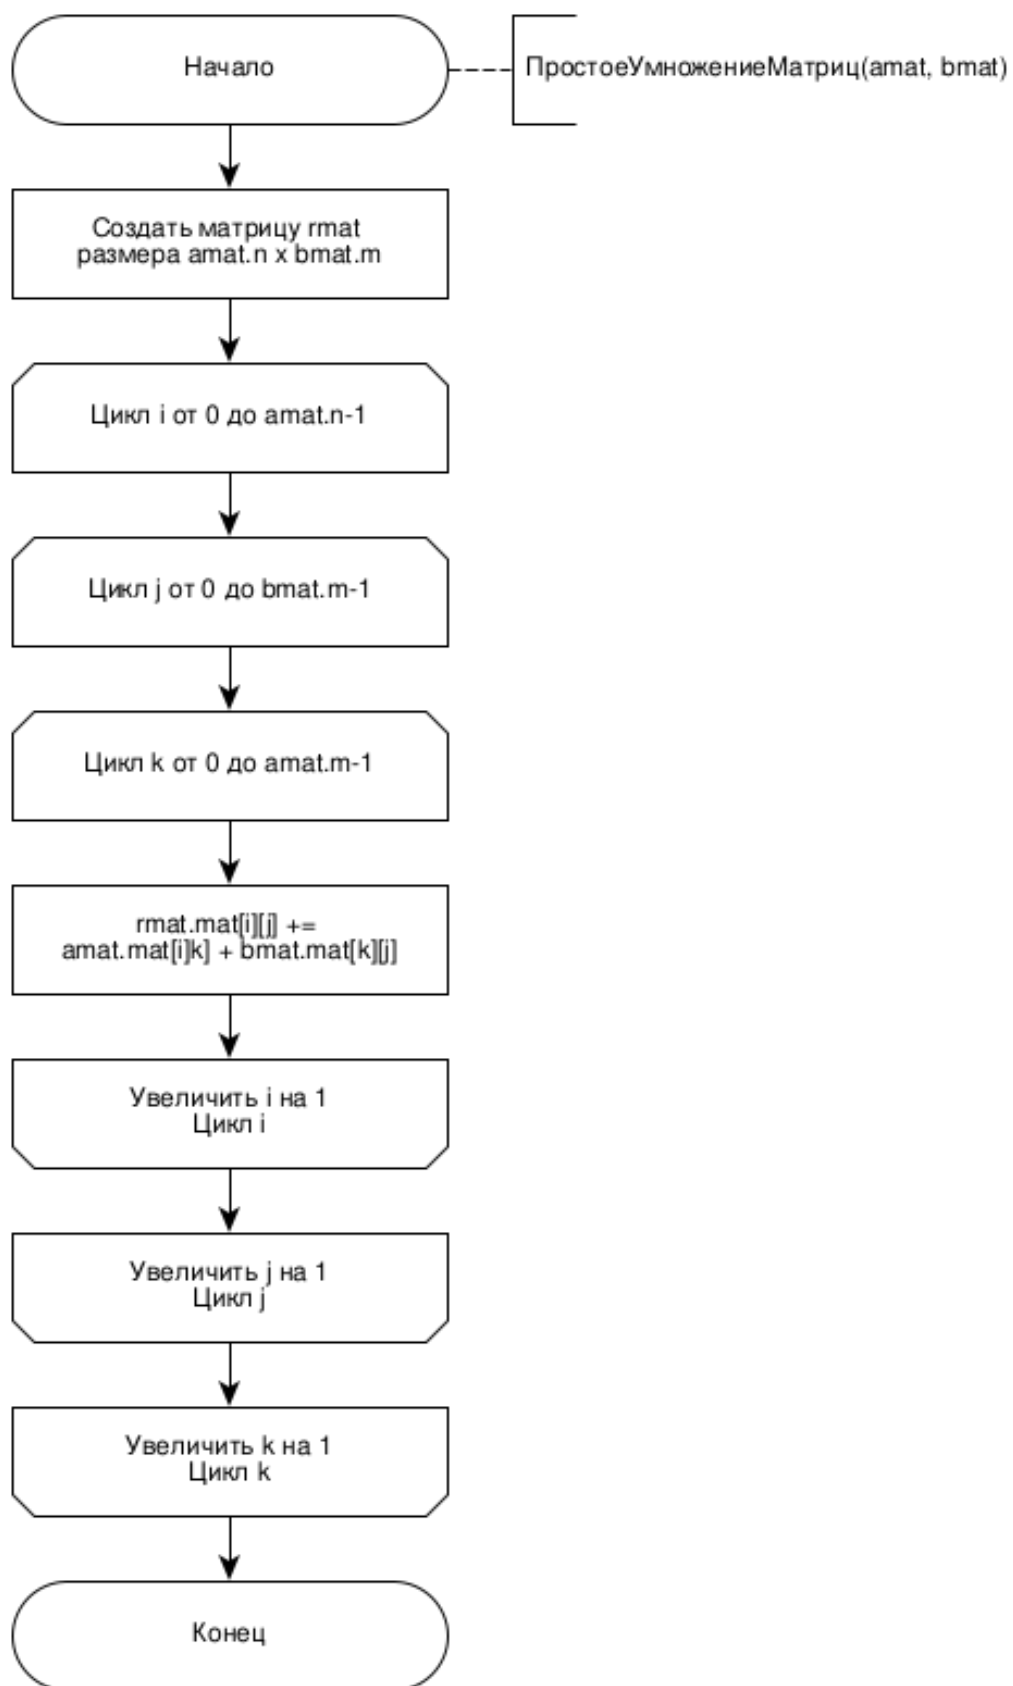 Начало
ПростоеУмножениеМатриц(amat, bmat)
Создать матрицу rmat
размера amat.n x bmat.m
Цикл i от 0 до amat.n-1
Цикл j от 0 до bmat.m-1
Цикл k от 0 до amat.m-1
rmat.mat[i][j] +=
amat.mat[i]k] + bmat.mat[k][j]
Увеличить i на 1
Цикл i
Увеличить j на 1
Цикл j
Увеличить k на 1
Цикл k
Конец